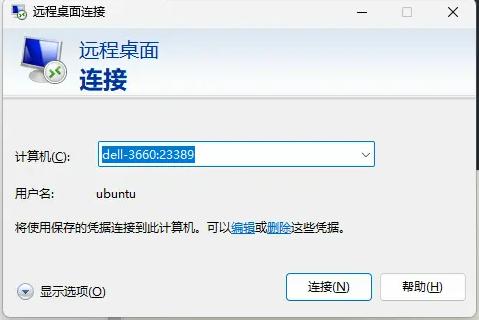 远程桌面连接
远程桌面
连接
计算机(C):
dell-3660:23389
用户名:
ubuntu
将使用保存的凭据连接到此计算机。可以编辑或删除这些凭据。
显示选项(O)
连接(N)
帮助(H)